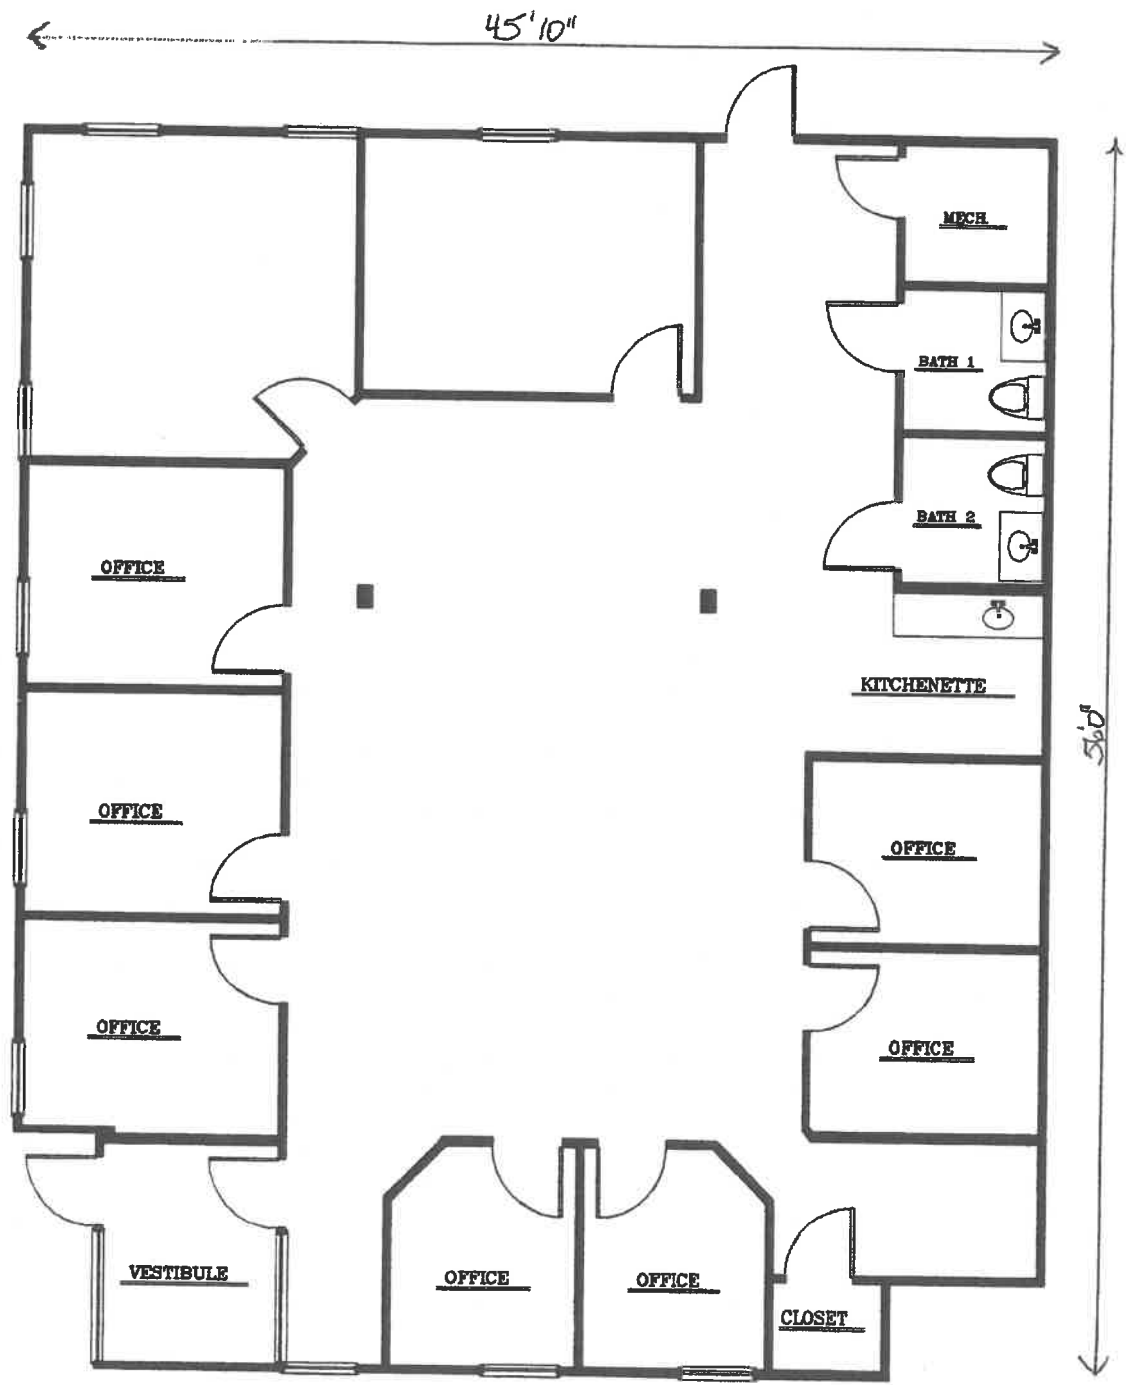 45'10"
MECH.
BATH 1
OFFICE
BATH 2
KITCHENETTE
56'0"
OFFICE
OFFICE
OFFICE
OFFICE
VESTIBULE
OFFICE
OFFICE
CLOSET